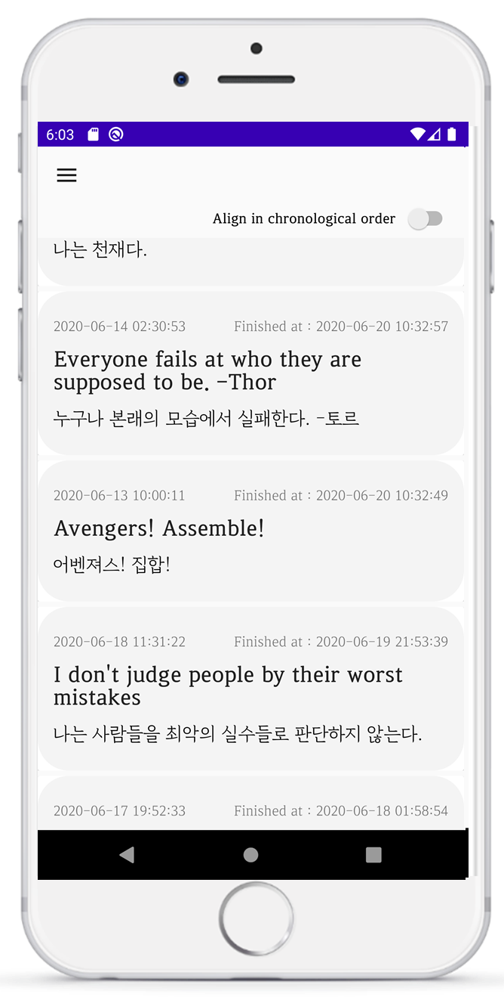 6:03
Align in chronological order
나는 천재다.
2020-06-14 02:30:53 Finished at : 2020-06-20 10:32:57
Everyone fails at who they are
supposed to be. -Thor
누구나 본래의 모습에서 실패한다. -토르
2020-06-13 10:00:11 Finished at : 2020-06-20 10:32:49
Avengers! Assemble!
어벤져스! 집합!
2020-06-18 11:31:22 Finished at : 2020-06-19 21:53:39
I don't judge people by their worst
mistakes
나는 사람들을 최악의 실수들로 판단하지 않는다.
2020-06-17 19:52:33 Finished at : 2020-06-18 01:58:54